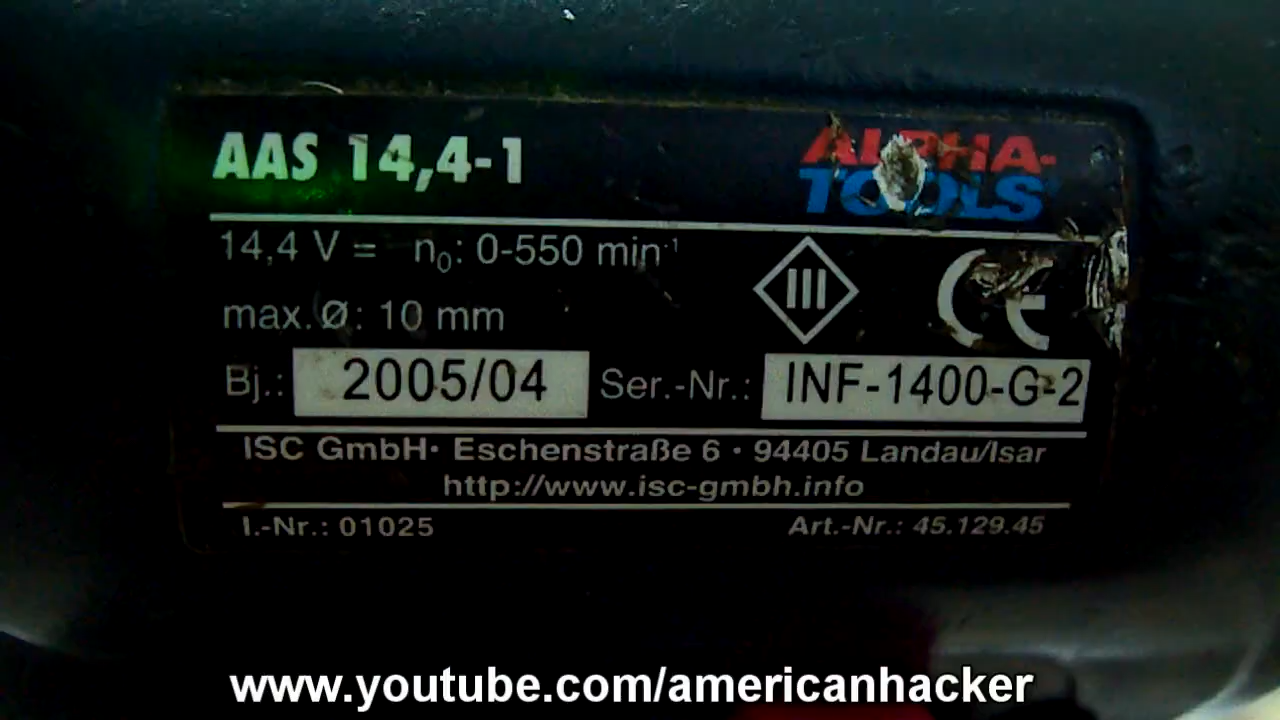 AAS 14,4-1
ALPHA-
TOOLS
14,4 V = n₀: 0-550 min⁻¹
max. Ø: 10 mm
III
CE
Bj.: 2005/04 Ser.-Nr.: INF-1400-G-2
ISC GmbH· Eschenstraße 6 · 94405 Landau/Isar
http://www.isc-gmbh.info
I.-Nr.: 01025 Art.-Nr.: 45.129.45
www.youtube.com/americanhacker